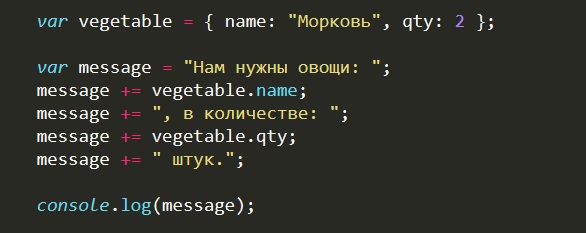 var vegetable = { name: "Морковь", qty: 2 };
var message = "Нам нужны овощи: ";
message += vegetable.name;
message += ", в количестве: ";
message += vegetable.qty;
message += " штук.";
console.log(message);